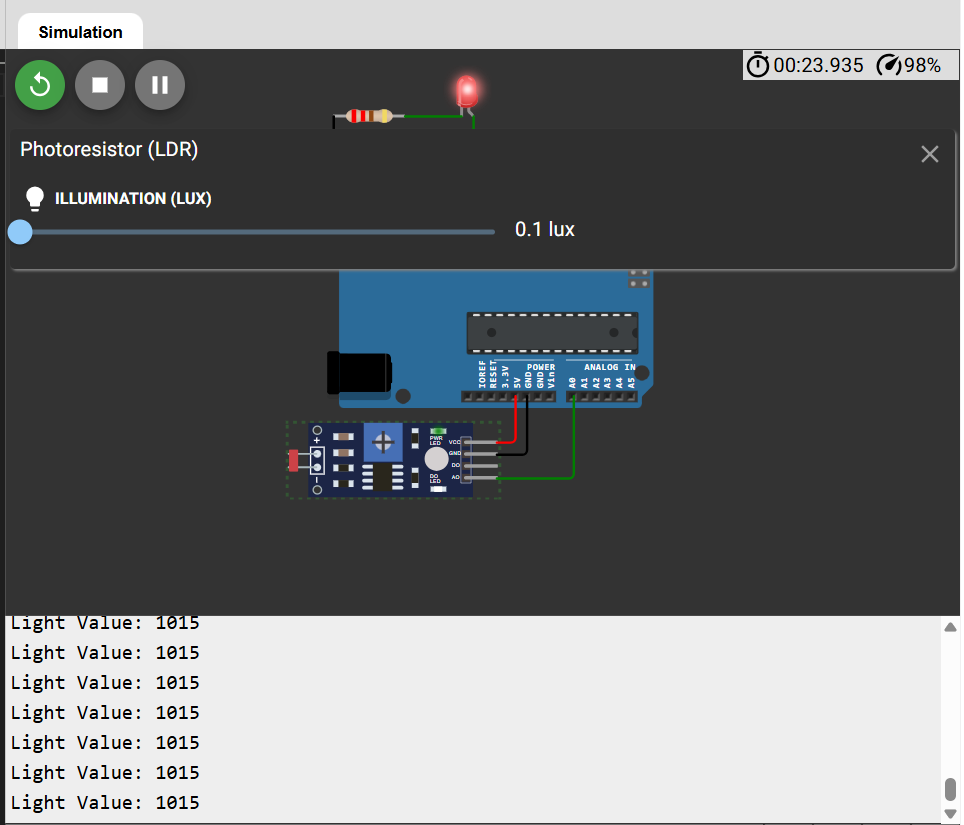 Simulation
00:23.935 98%
Photoresistor (LDR)
ILLUMINATION (LUX)
0.1 lux
IOREF
RESET
3.3V
5V
GND
GND
Vin
POWER
ANALOG IN
A0
A1
A2
A3
A4
A5
+
PWR
LED
VCC
GND
DO
AO
DO
LED
-
Light Value: 1015
Light Value: 1015
Light Value: 1015
Light Value: 1015
Light Value: 1015
Light Value: 1015
Light Value: 1015